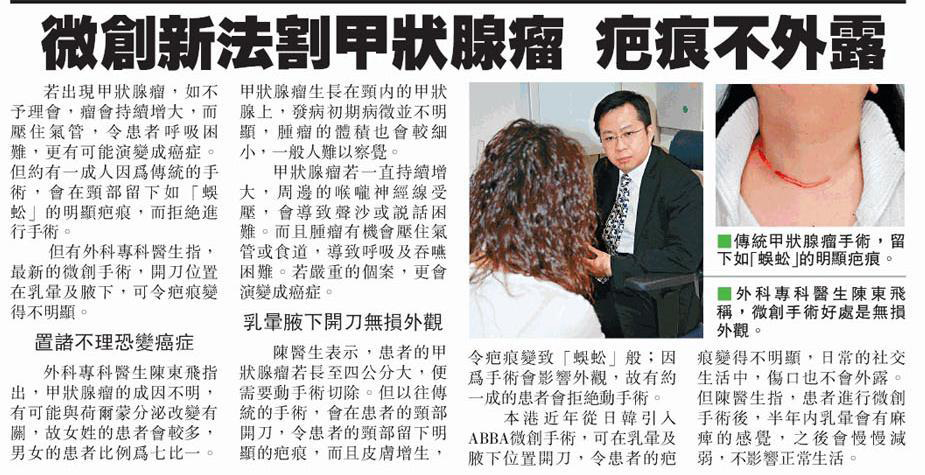 微創新法割甲狀腺瘤 疤痕不外露
若出現甲狀腺瘤，如不
予理會，瘤會持續增大，而
壓住氣管，令患者呼吸困
難，更有可能演變成癌症。
但約有一成人因爲傳統的手
術，會在頸部留下如「蜈
蚣」的明顯疤痕，而拒絶進
行手術。
但有外科專科醫生指，
最新的微創手術，開刀位置
在乳暈及腋下，可令疤痕變
得不明顯。
置諸不理恐變癌症
外科專科醫生陳東飛指
出，甲狀腺瘤的成因不明，
有可能與荷爾蒙分泌改變有
關，故女姓的患者會較多，
男女的患者比例爲七比一。
甲狀腺瘤生長在頸内的甲狀
腺上，發病初期病徵並不明
顯，腫瘤的體積也會較細
小，一般人難以察覺。
甲狀腺瘤若一直持續增
大，周邊的喉嚨神經線受
壓，會導致聲沙或説話困
難。而且腫瘤有機會壓住氣
管或食道，導致呼吸及吞嚥
困難。若嚴重的個案，更會
演變成癌症。
乳暈腋下開刀無損外觀
陳醫生表示，患者的甲
狀腺瘤若長至四公分大，便
需要動手術切除。但以往傳
統的手術，會在患者的頸部
開刀，令患者的頸部留下明
顯的疤痕，而且皮膚增生，
令疤痕變致「蜈蚣」般；因
爲手術會影響外觀，故有約
一成的患者會拒絶動手術。
本港近年從日韓引入
ABBA微創手術，可在乳暈及
腋下位置開刀，令患者的疤
痕變得不明顯，日常的社交
生活中，傷口也不會外露。
但陳醫生指，患者進行微創
手術後，半年内乳暈會有麻
痺的感覺，之後會慢慢減
弱，不影響正常生活。
■傳統甲狀腺瘤手術，留
下如「蜈蚣」的明顯疤痕。
■外科專科醫生陳東飛
稱，微創手術好處是無損
外觀。